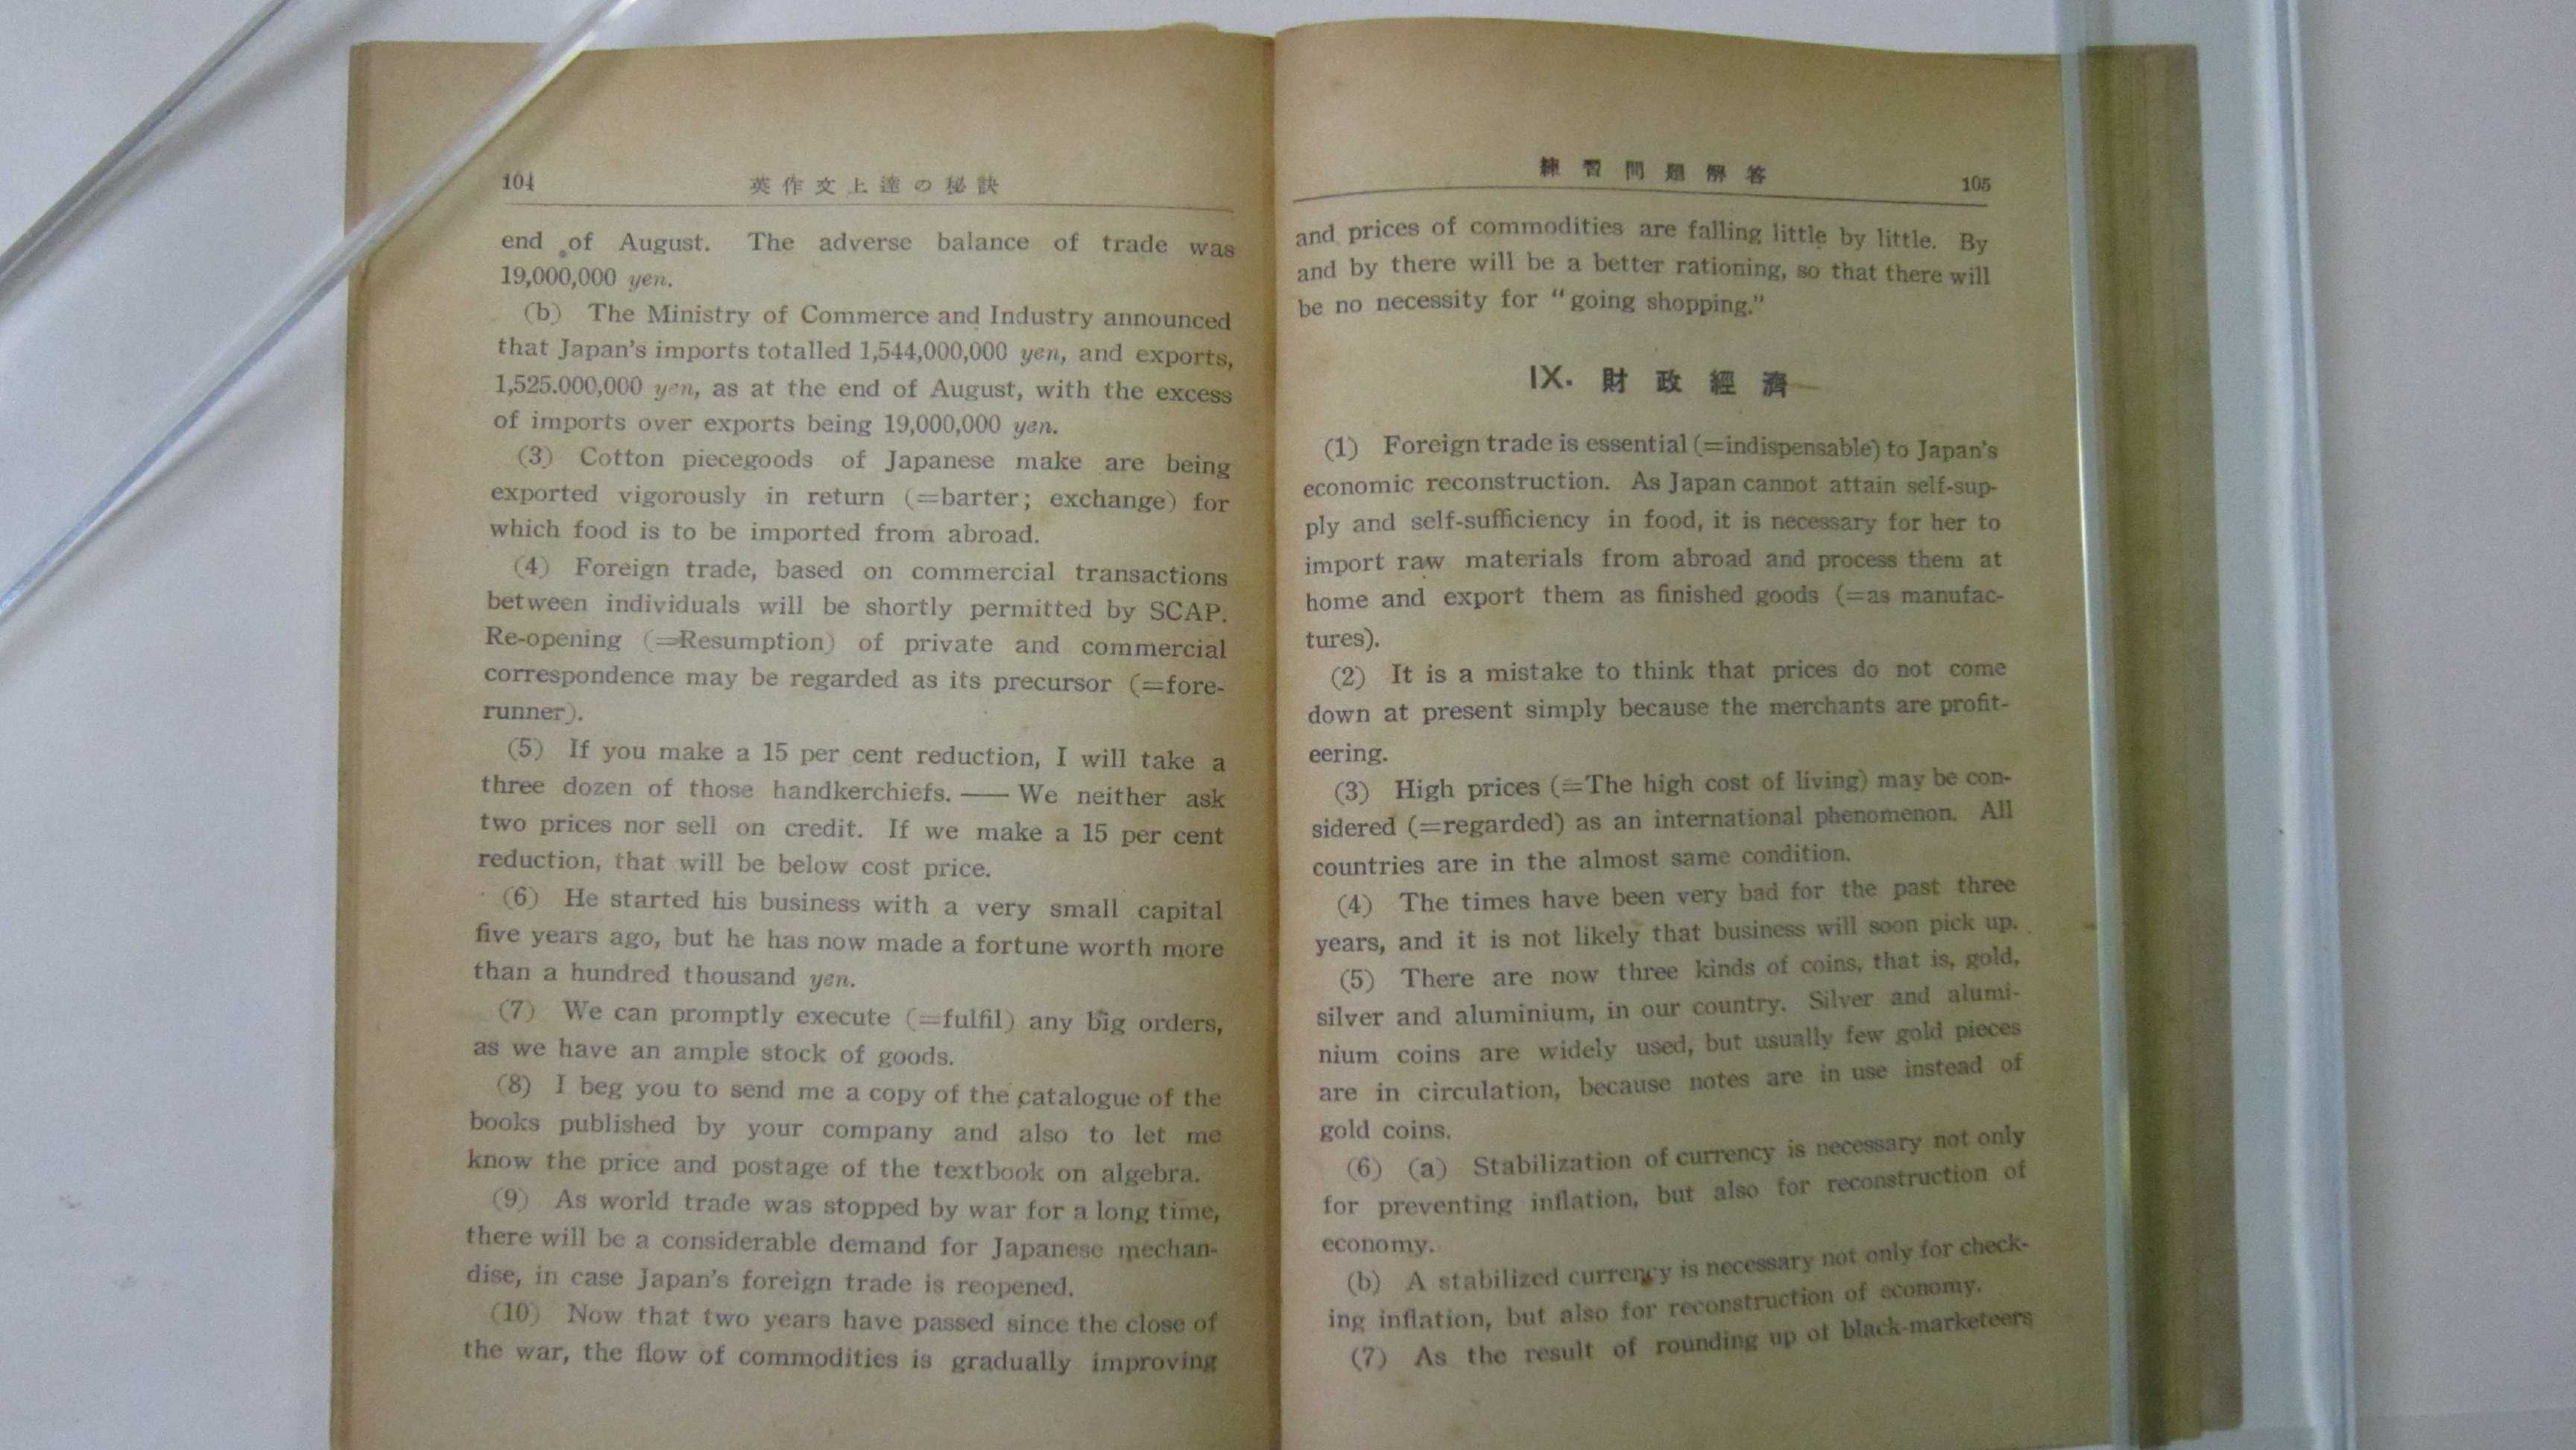 104
英作文上達の秘訣
end of August. The adverse balance of trade was
19,000,000 yen.
(b) The Ministry of Commerce and Industry announced
that Japan's imports totalled 1,544,000,000 yen, and exports,
1,525.000,000 yen, as at the end of August, with the excess
of imports over exports being 19,000,000 yen.
(3) Cotton piecegoods of Japanese make are being
exported vigorously in return (=barter; exchange) for
which food is to be imported from abroad.
(4) Foreign trade, based on commercial transactions
between individuals will be shortly permitted by SCAP.
Re-opening (=Resumption) of private and commercial
correspondence may be regarded as its precursor (=fore-
runner).
(5) If you make a 15 per cent reduction, I will take a
three dozen of those handkerchiefs. —— We neither ask
two prices nor sell on credit. If we make a 15 per cent
reduction, that will be below cost price.
(6) He started his business with a very small capital
five years ago, but he has now made a fortune worth more
than a hundred thousand yen.
(7) We can promptly execute (=fulfil) any big orders,
as we have an ample stock of goods.
(8) I beg you to send me a copy of the catalogue of the
books published by your company and also to let me
know the price and postage of the textbook on algebra.
(9) As world trade was stopped by war for a long time,
there will be a considerable demand for Japanese mechan-
dise, in case Japan's foreign trade is reopened.
(10) Now that two years have passed since the close of
the war, the flow of commodities is gradually improving
練習問題解答
105
and prices of commodities are falling little by little. By
and by there will be a better rationing, so that there will
be no necessity for "going shopping."
IX. 財政經濟
(1) Foreign trade is essential (=indispensable) to Japan's
economic reconstruction. As Japan cannot attain self-sup-
ply and self-sufficiency in food, it is necessary for her to
import raw materials from abroad and process them at
home and export them as finished goods (=as manufac-
tures).
(2) It is a mistake to think that prices do not come
down at present simply because the merchants are profit-
eering.
(3) High prices (=The high cost of living) may be con-
sidered (=regarded) as an international phenomenon. All
countries are in the almost same condition.
(4) The times have been very bad for the past three
years, and it is not likely that business will soon pick up.
(5) There are now three kinds of coins, that is, gold,
silver and aluminium, in our country. Silver and alumi-
nium coins are widely used, but usually few gold pieces
are in circulation, because notes are in use instead of
gold coins.
(6) (a) Stabilization of currency is necessary not only
for preventing inflation, but also for reconstruction of
economy.
(b) A stabilized currency is necessary not only for check-
ing inflation, but also for reconstruction of economy.
(7) As the result of rounding up of black-marketeers